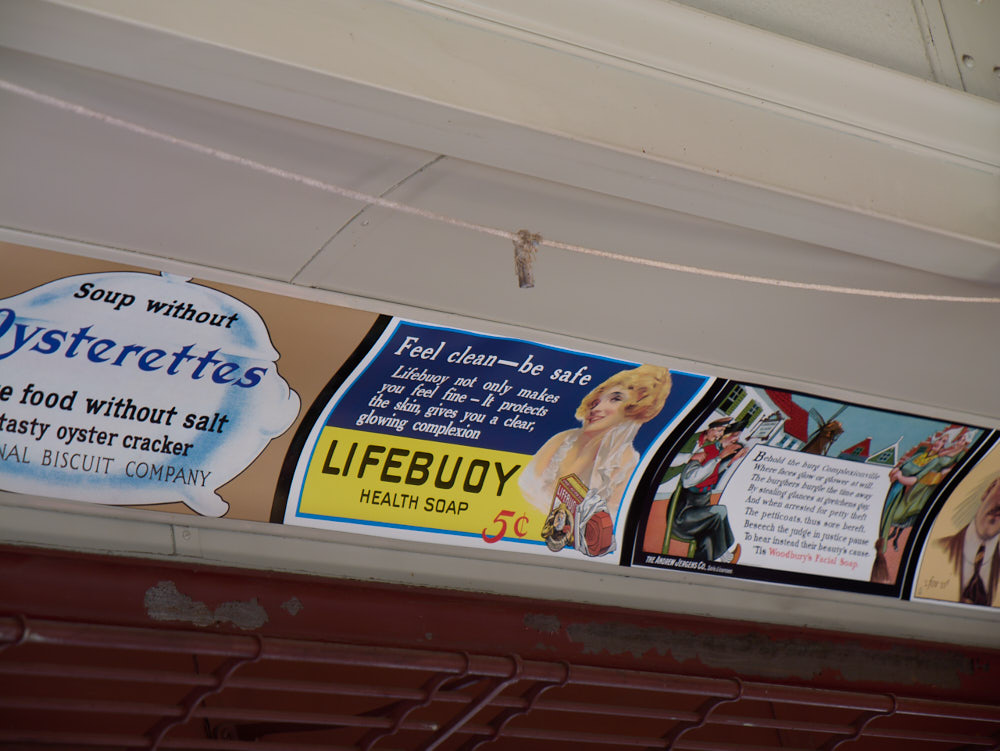 Soup without
Oysterettes
food without salt
tasty oyster cracker
NAL BISCUIT COMPANY
Feel clean—be safe
Lifebuoy not only makes
you feel fine — It protects
the skin, gives you a clear,
glowing complexion
LIFEBUOY
HEALTH SOAP
5¢
Behold the burg Complexionville
Where faces glow or glower at will
The burghers burgle the time away
By stealing glances at gretchens gay.
And when arrested for petty theft
The petticoats, thus sore bereft,
Beseech the judge in justice pause
To hear instead their beauty's cause.
'Tis Woodbury's Facial Soap.
THE ANDREW JERGENS CO.